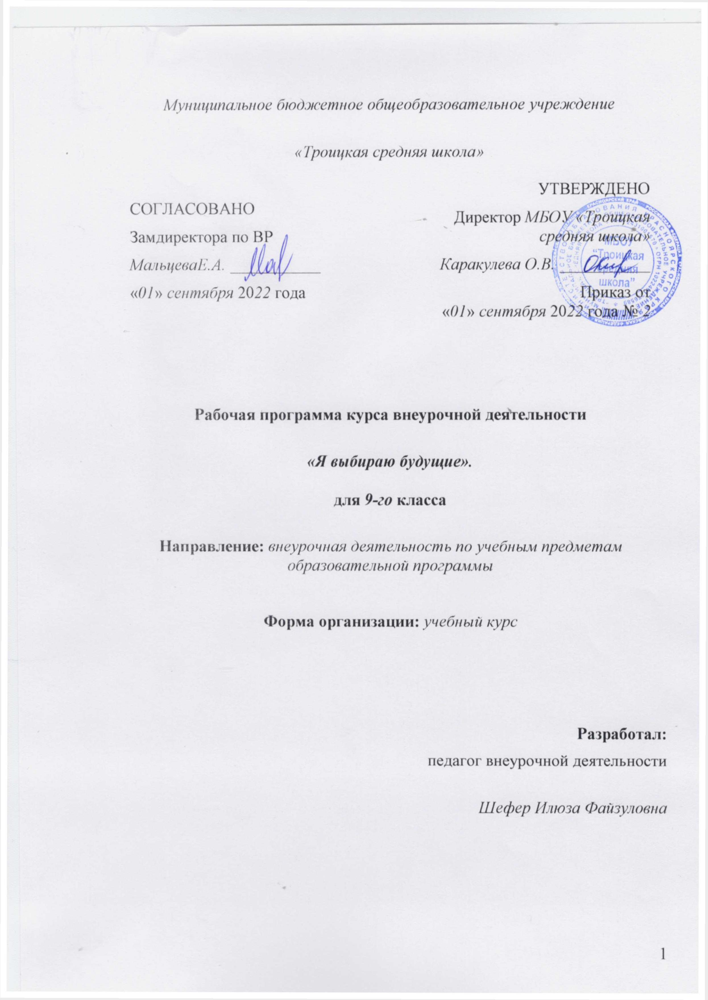 Муниципальное бюджетное общеобразовательное учреждение
«Троицкая средняя школа»
СОГЛАСОВАНО
Замдиректора по ВР
МальцеваЕ.А.
«01» сентября 2022 года
УТВЕРЖДЕНО
Директор МБОУ «Троицкая
средняя школа»
Каракулева О.В.
Приказ от
«01» сентября 2022 года № 2
МБОУ
“Троицкая
средняя
школа”
Рабочая программа курса внеурочной деятельности
«Я выбираю будущие».
для 9-го класса
Направление: внеурочная деятельность по учебным предметам
образовательной программы
Форма организации: учебный курс
Разработал:
педагог внеурочной деятельности
Шефер Илюза Файзуловна
1